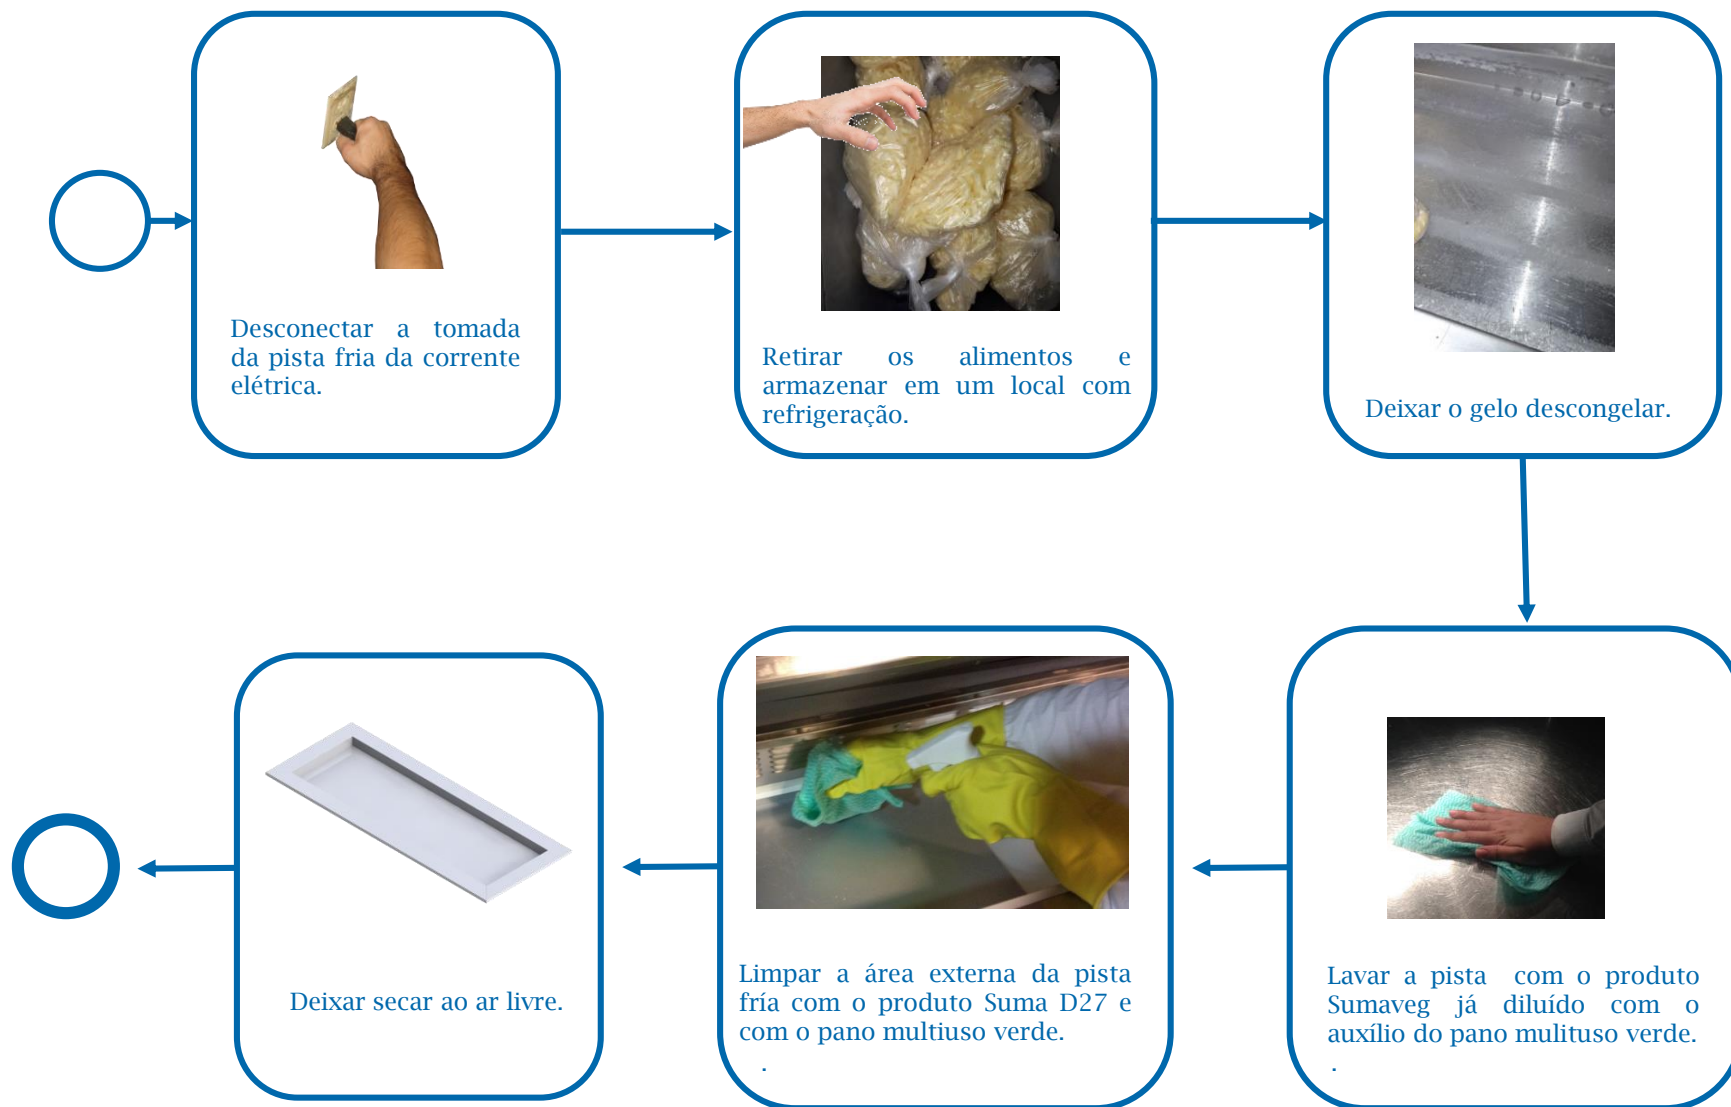 Desconectar a tomada
da pista fria da corrente
elétrica.
Retirar os alimentos e
armazenar em um local com
refrigeração.
Deixar o gelo descongelar.
Lavar a pista com o produto
Sumaveg já diluído com o
auxílio do pano mulituso verde.
.
Limpar a área externa da pista
fría com o produto Suma D27 e
com o pano multiuso verde.
.
Deixar secar ao ar livre.